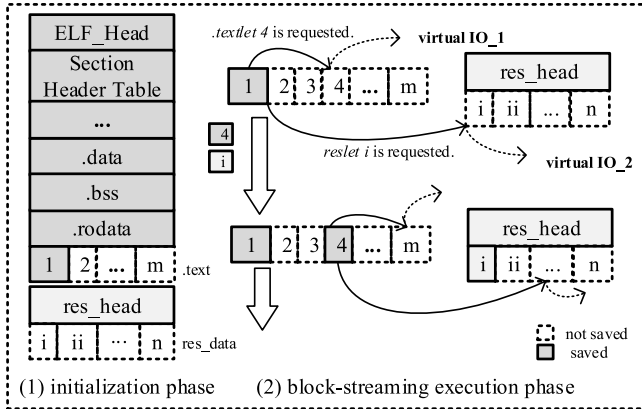 ELF_Head
Section
Header Table
...
.data
.bss
.rodata
1 2 ... m .text
res_head
i ii ... n res_data
(1) initialization phase
.textlet 4 is requested.
virtual IO_1
1 2 3 4 ... m
res_head
i ii ... n
4
i
reslet i is requested.
virtual IO_2
1 2 3 4 ... m
res_head
i ii ... n
not saved
saved
(2) block-streaming execution phase